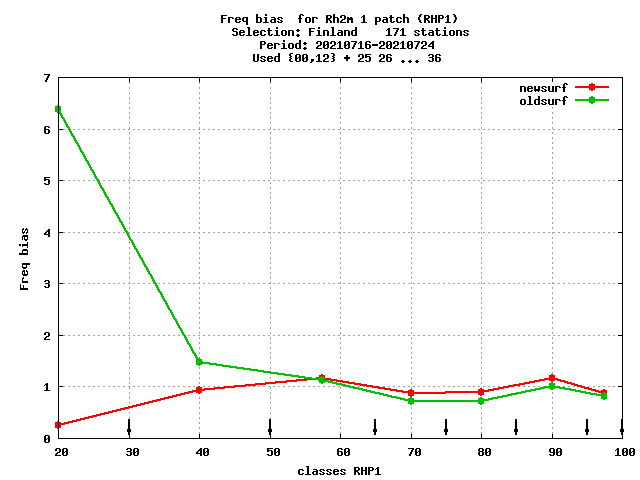 Freq bias  for Rh2m 1 patch (RHP1)
Selection: Finland   171 stations
Period: 20210716-20210724
Used {00,12} + 25 26 ... 36
newsurf
oldsurf
7
6
5
4
3
2
1
0
Freq bias
20 30 40 50 60 70 80 90 100
classes RHP1